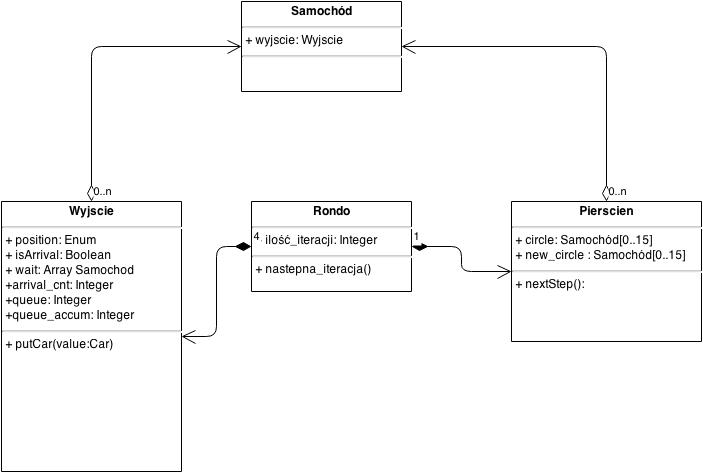 Samochód
+ wyjscie: Wyjscie
0..n
0..n
Wyjscie
+ position: Enum
+ isArrival: Boolean
+ wait: Array Samochod
+arrival_cnt: Integer
+queue: Integer
+queue_accum: Integer
+ putCar(value:Car)
Rondo
4
ilość_iteracji: Integer
1
+ nastepna_iteracja()
Pierscien
+ circle: Samochód[0..15]
+ new_circle : Samochód[0..15]
+ nextStep():